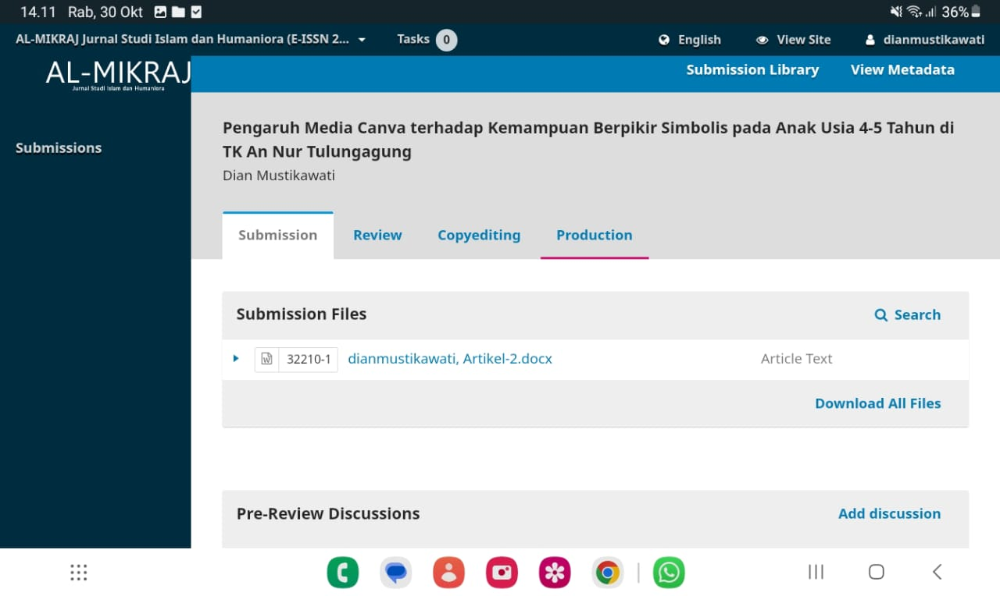 14.11 Rab, 30 Okt 36%
AL-MIKRAJ Jurnal Studi Islam dan Humaniora (E-ISSN 2... Tasks 0 English View Site dianmustikawati
AL-MIKRAJ
Jurnal Studi Islam dan Humaniora
Submission Library View Metadata
Submissions
Pengaruh Media Canva terhadap Kemampuan Berpikir Simbolis pada Anak Usia 4-5 Tahun di
TK An Nur Tulungagung
Dian Mustikawati
Submission Review Copyediting Production
Submission Files Search
W 32210-1 dianmustikawati, Artikel-2.docx Article Text
Download All Files
Pre-Review Discussions Add discussion